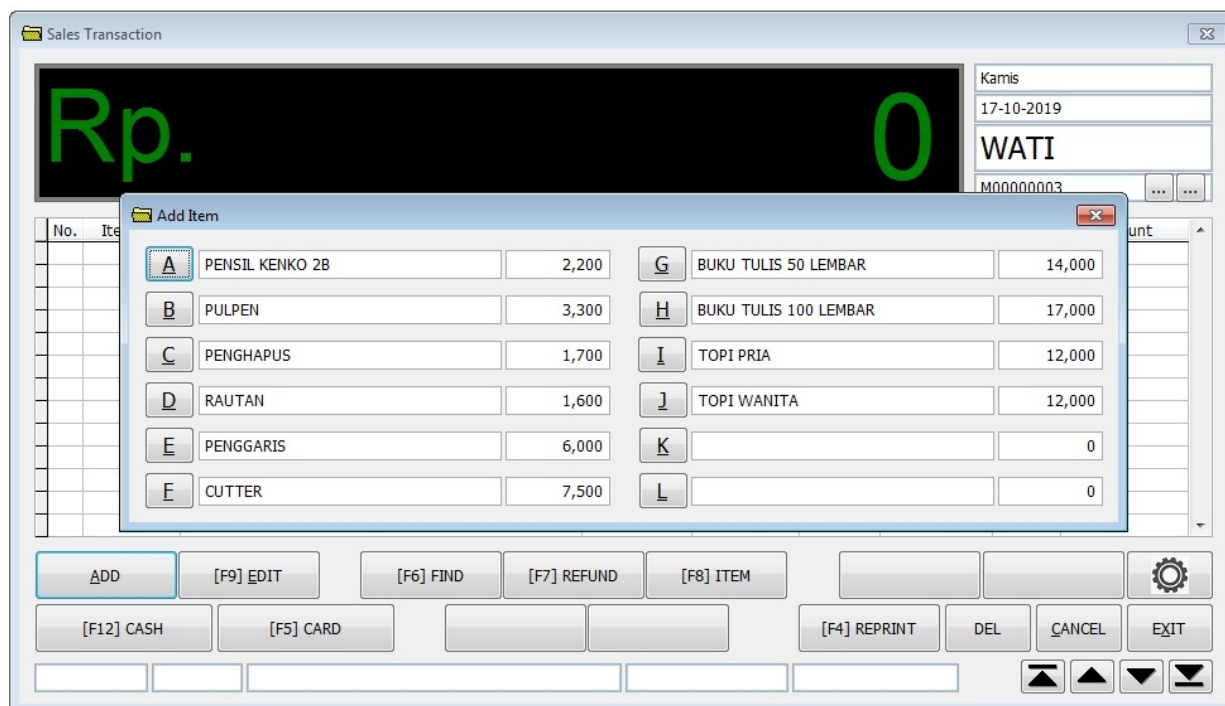 Sales Transaction
Rp. 0
Kamis
17-10-2019
WATI
M00000003 ... ...
No. Ite unt
Add Item
A PENSIL KENKO 2B 2,200 G BUKU TULIS 50 LEMBAR 14,000
B PULPEN 3,300 H BUKU TULIS 100 LEMBAR 17,000
C PENGHAPUS 1,700 I TOPI PRIA 12,000
D RAUTAN 1,600 J TOPI WANITA 12,000
E PENGGARIS 6,000 K 0
F CUTTER 7,500 L 0
ADD [F9] EDIT [F6] FIND [F7] REFUND [F8] ITEM
[F12] CASH [F5] CARD [F4] REPRINT DEL CANCEL EXIT